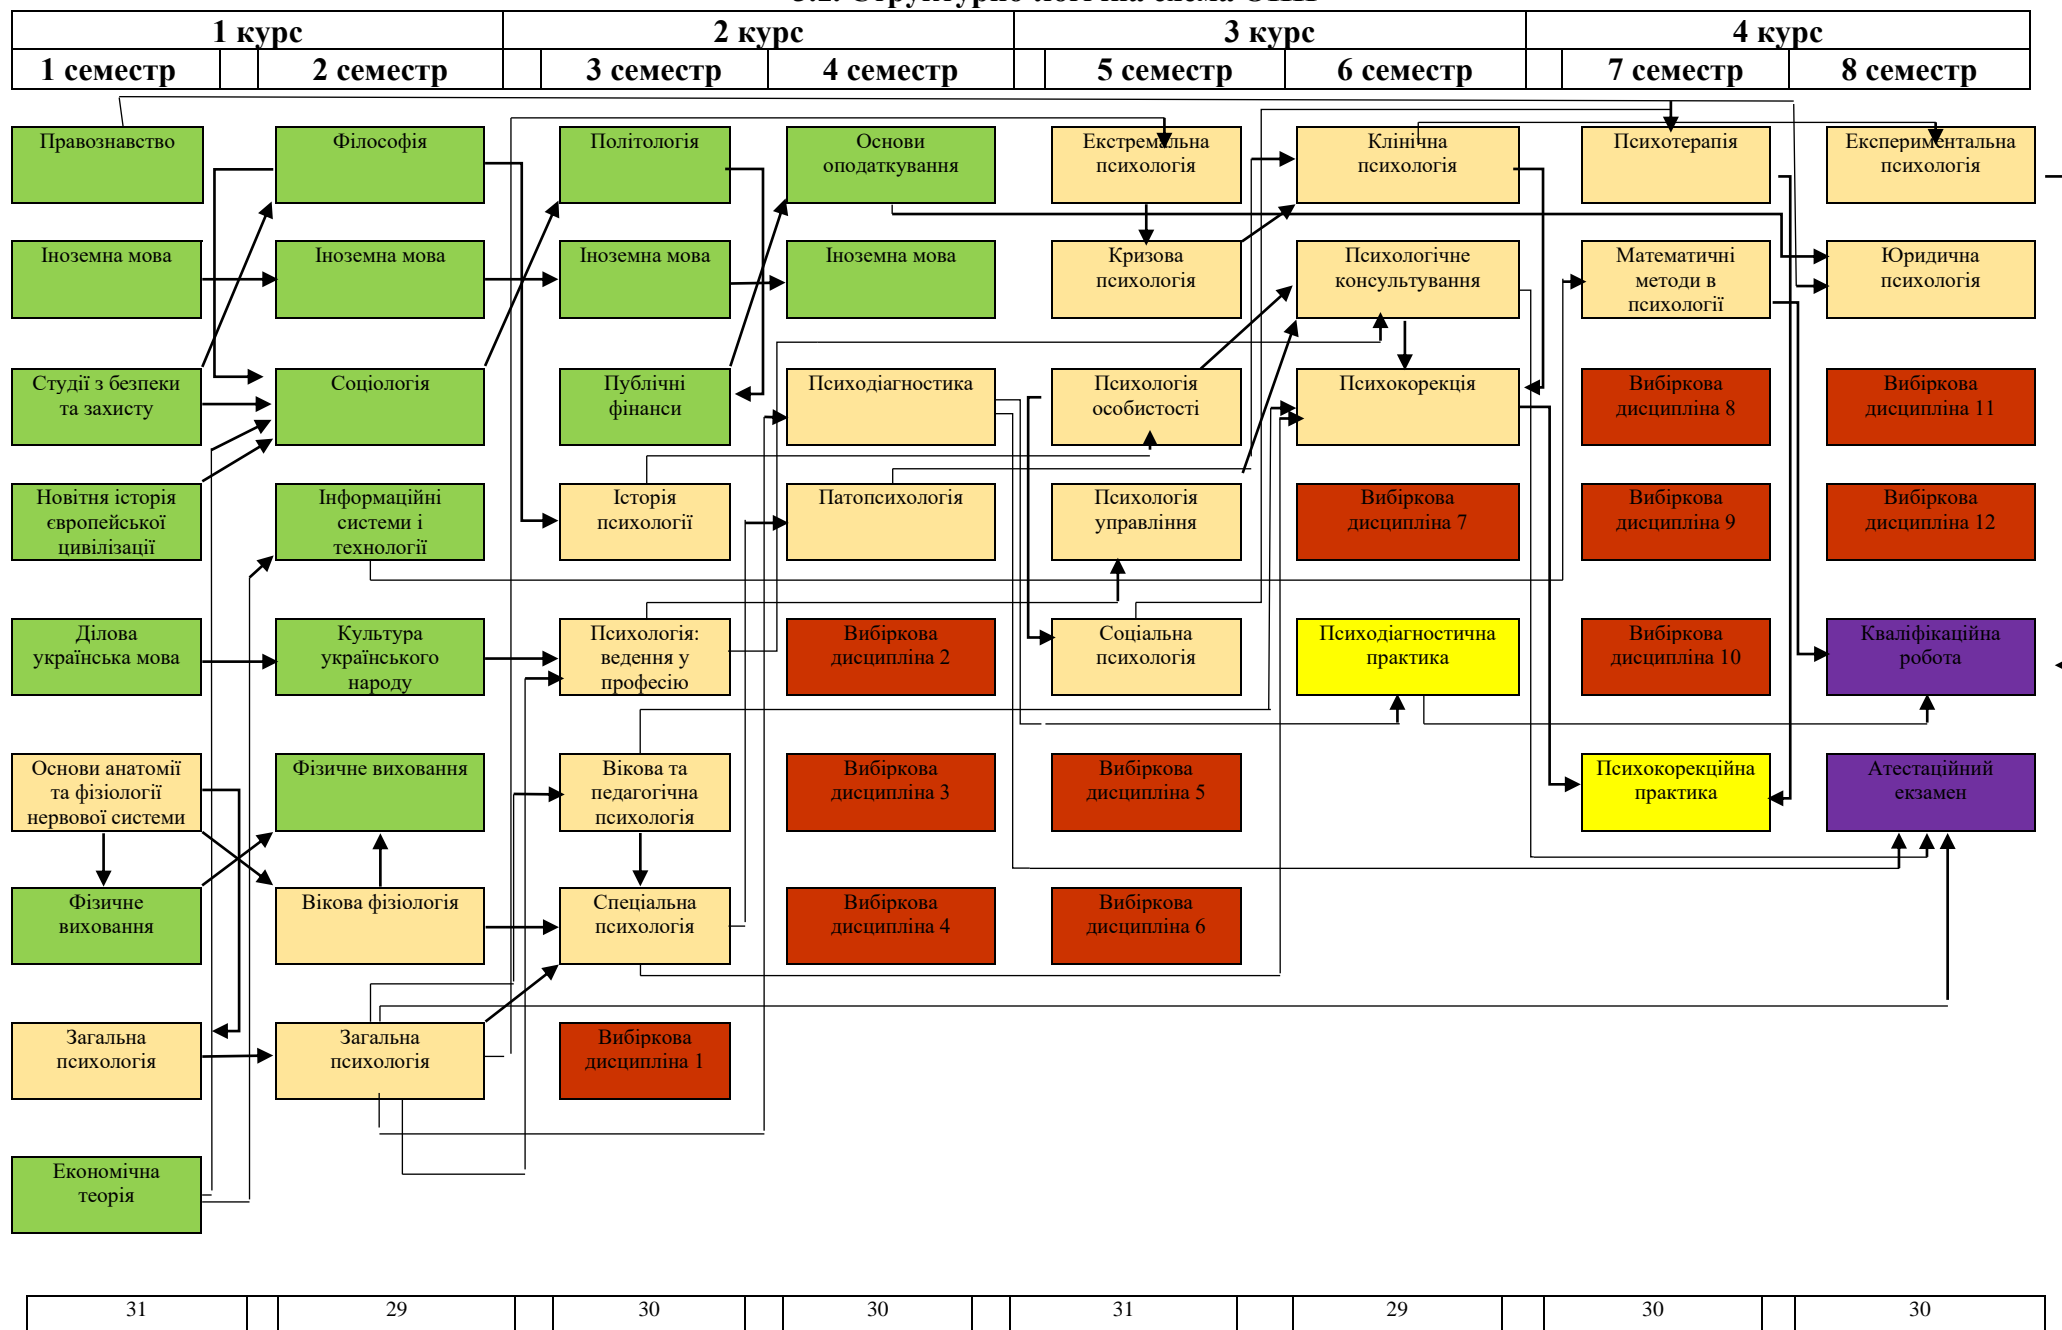 1 курс
2 курс
3 курс
4 курс
1 семестр
2 семестр
3 семестр
4 семестр
5 семестр
6 семестр
7 семестр
8 семестр
Правознавство
Філософія
Політологія
Основи
оподаткування
Екстремальна
психологія
Клінічна
психологія
Психотерапія
Експериментальна
психологія
Іноземна мова
Іноземна мова
Іноземна мова
Іноземна мова
Кризова
психологія
Психологічне
консультування
Математичні
методи в
психології
Юридична
психологія
Студії з безпеки
та захисту
Соціологія
Публічні
фінанси
Психодіагностика
Психологія
особистості
Психокорекція
Вибіркова
дисципліна 8
Вибіркова
дисципліна 11
Новітня історія
європейської
цивілізації
Інформаційні
системи і
технології
Історія
психології
Патопсихологія
Психологія
управління
Вибіркова
дисципліна 7
Вибіркова
дисципліна 9
Вибіркова
дисципліна 12
Ділова
українська мова
Культура
українського
народу
Психологія:
ведення у
професію
Вибіркова
дисципліна 2
Соціальна
психологія
Психодіагностична
практика
Вибіркова
дисципліна 10
Кваліфікаційна
робота
Основи анатомії
та фізіології
нервової системи
Фізичне виховання
Вікова та
педагогічна
психологія
Вибіркова
дисципліна 3
Вибіркова
дисципліна 5
Психокорекційна
практика
Атестаційний
екзамен
Фізичне
виховання
Вікова фізіологія
Спеціальна
психологія
Вибіркова
дисципліна 4
Вибіркова
дисципліна 6
Загальна
психологія
Загальна
психологія
Вибіркова
дисципліна 1
Економічна
теорія
31
29
30
30
31
29
30
30